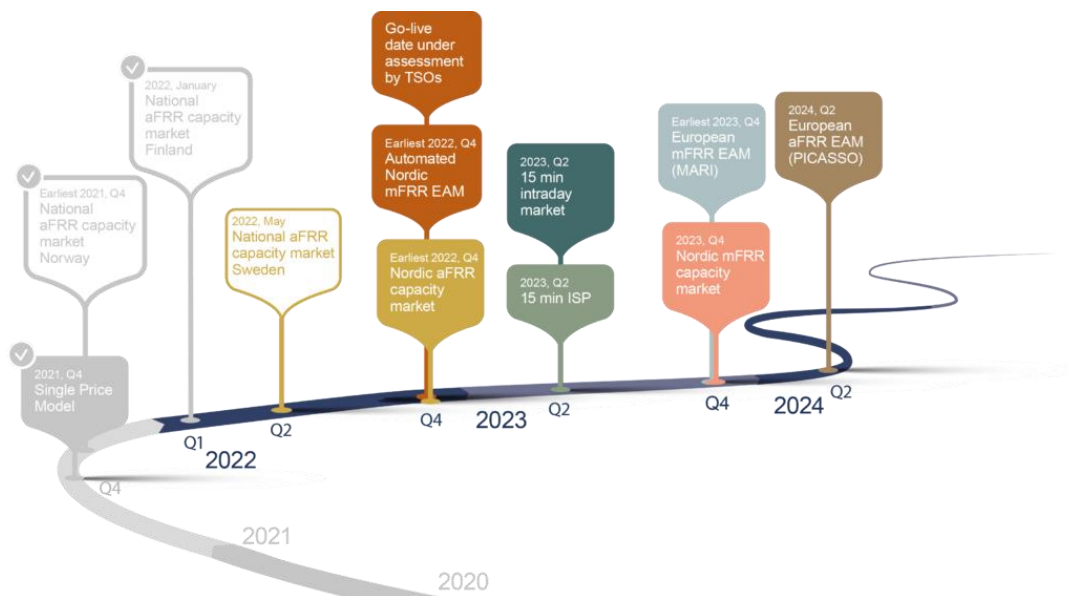 2021, Q4
Single Price
Model
Earliest 2021, Q4
National
aFRR capacity
market
Norway
2022, January
National
aFRR capacity
market
Finland
2022, May
National aFRR
capacity market
Sweden
Go-live
date under
assessment
by TSOs
Earliest 2022, Q4
Automated
Nordic
mFRR EAM
Earliest 2022, Q4
Nordic aFRR
capacity
market
2023, Q2
15 min
intraday
market
2023, Q2
15 min ISP
Earliest 2023, Q4
European
mFRR EAM
(MARI)
2023, Q4
Nordic mFRR
capacity
market
2024, Q2
European
aFRR EAM
(PICASSO)
Q4
Q1
Q2
Q4
Q2
Q4
Q2
2020
2021
2022
2023
2024